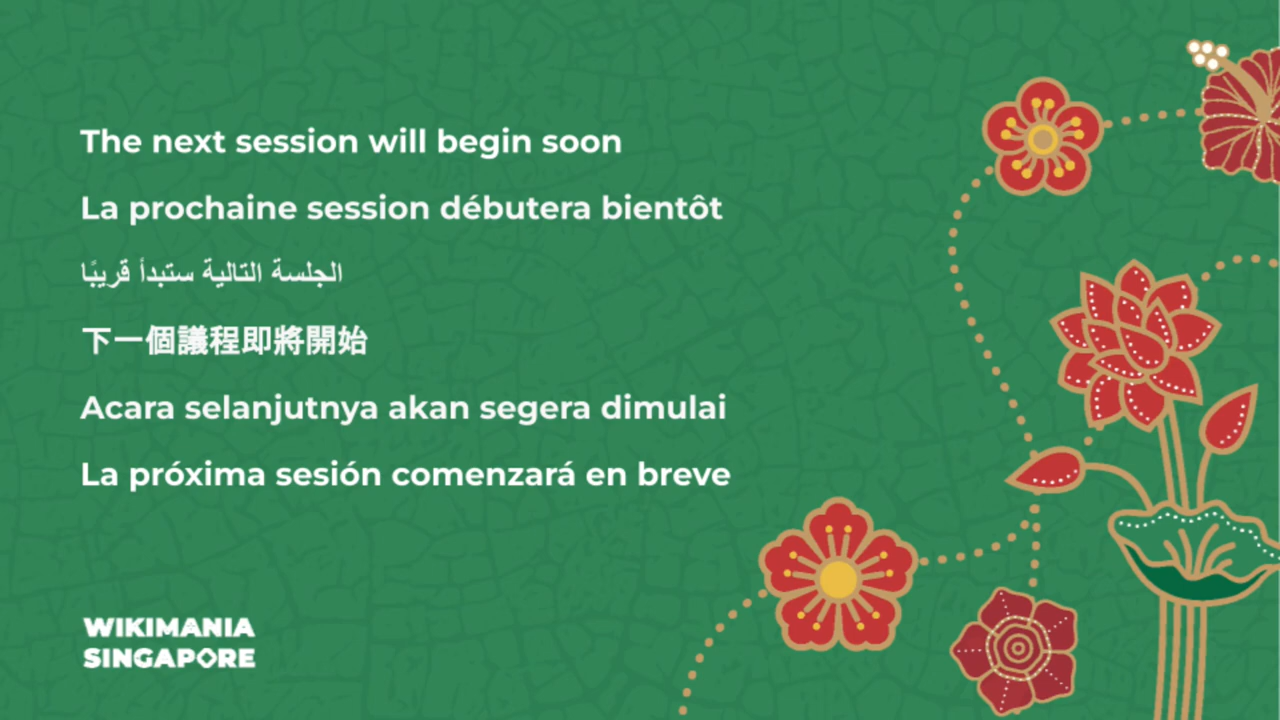 The next session will begin soon
La prochaine session débutera bientôt
الجلسة التالية ستبدأ قريبًا
下一個議程即將開始
Acara selanjutnya akan segera dimulai
La próxima sesión comenzará en breve
WIKIMANIA
SINGAPORE